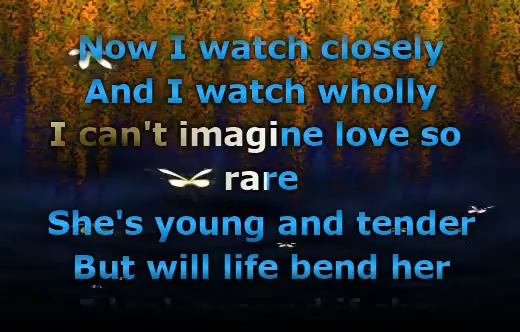 Now I watch closely
And I watch wholly
I can't imagine love so
rare
She's young and tender
But will life bend her